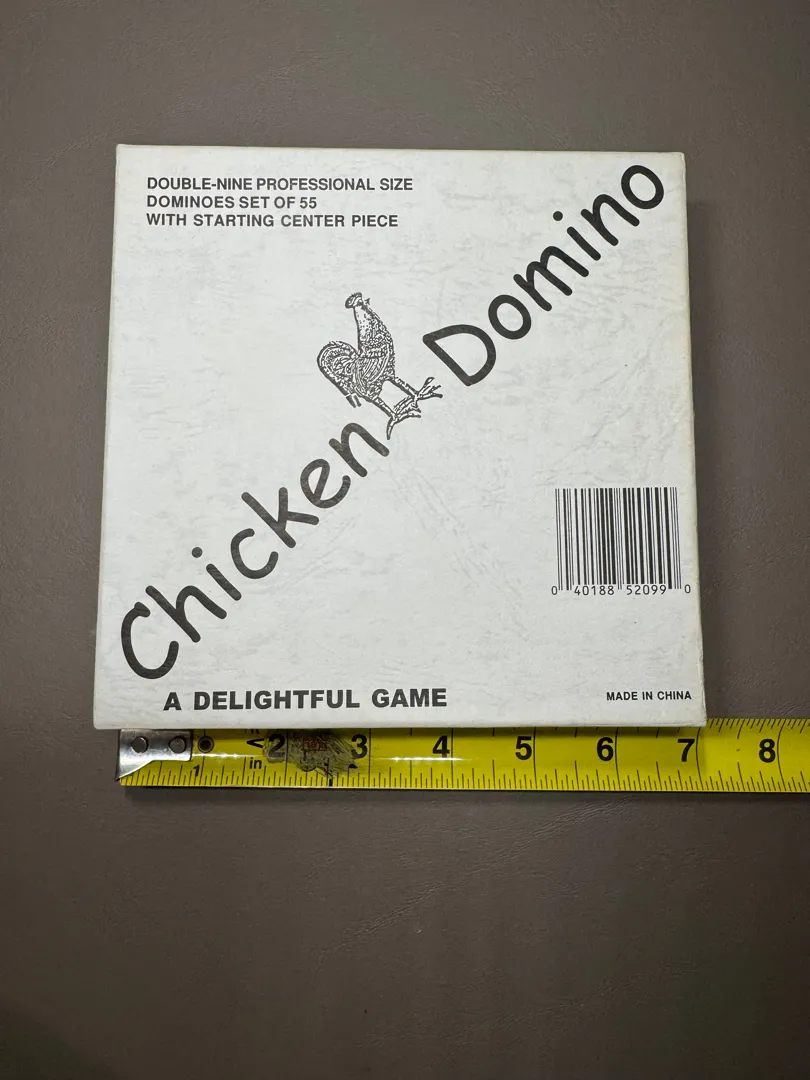 DOUBLE-NINE PROFESSIONAL SIZE
DOMINOES SET OF 55
WITH STARTING CENTER PIECE
Chicken Domino
0 40188 52099 0
A DELIGHTFUL GAME
MADE IN CHINA
1 2 3 4 5 6 7 8
in